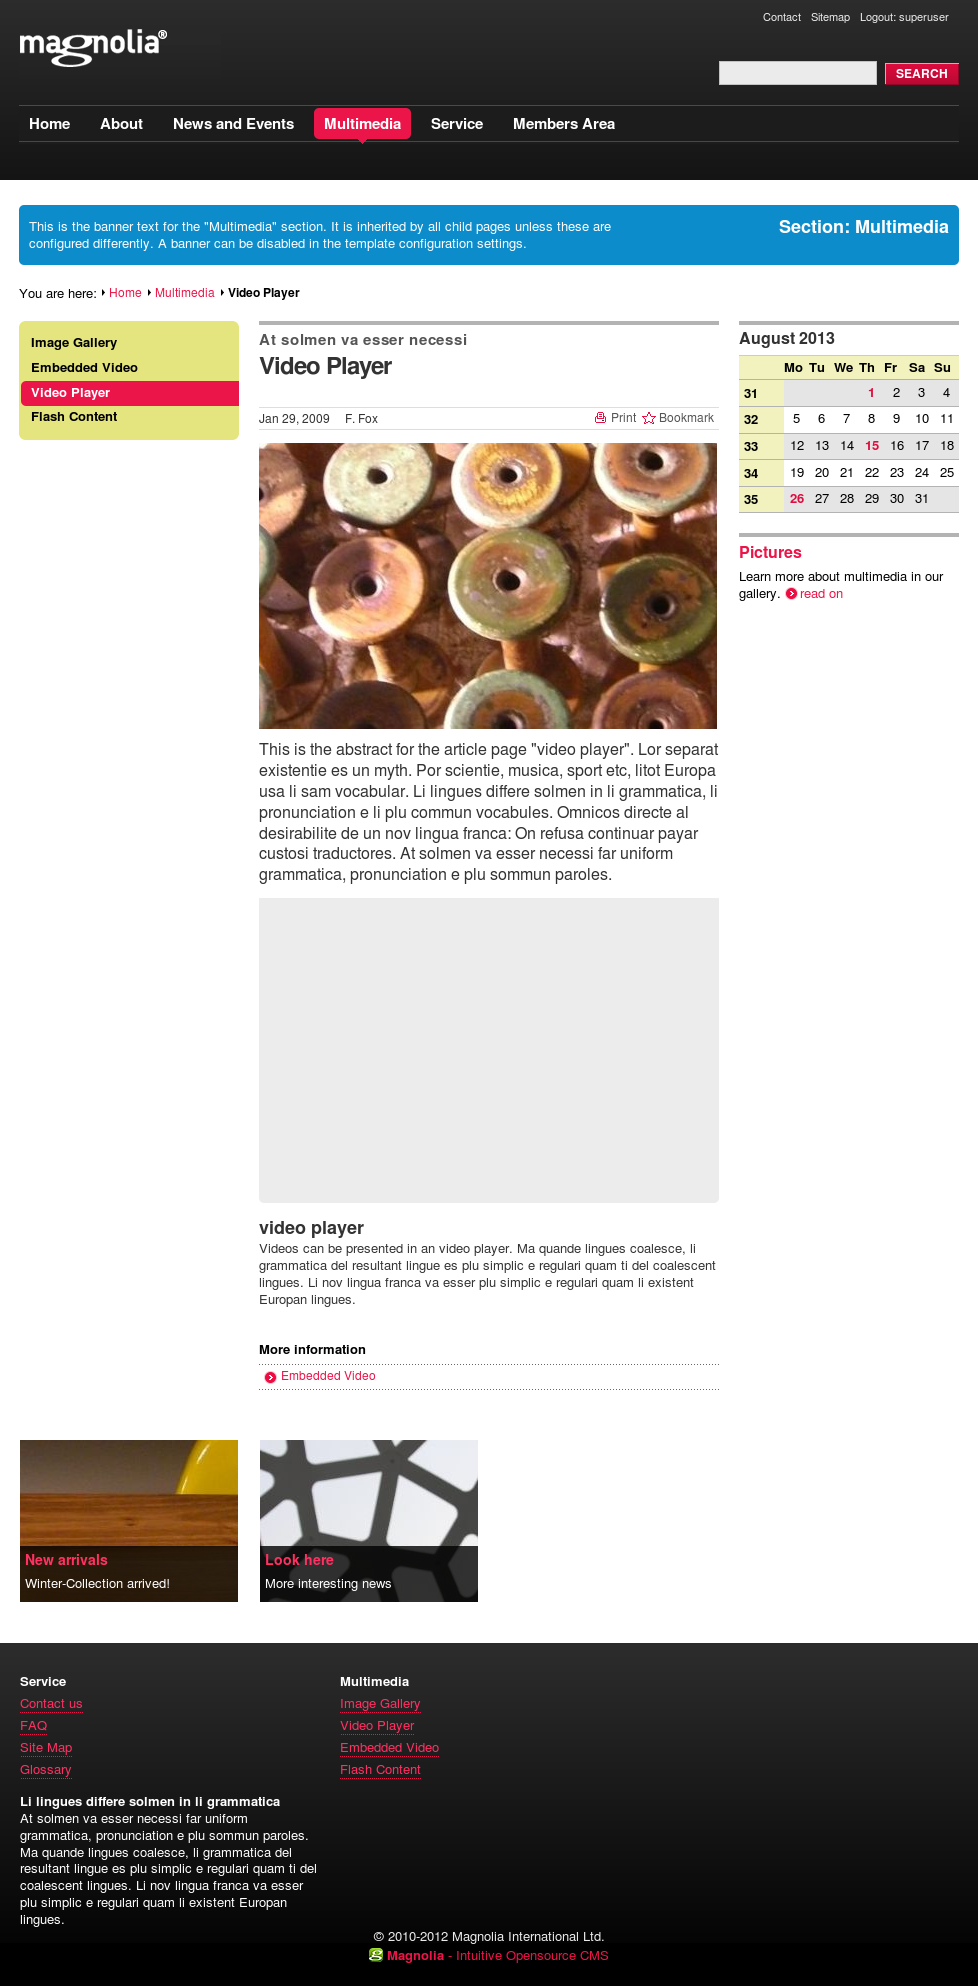 Contact Sitemap Logout: superuser
magnolia®
SEARCH
Home About News and Events Multimedia Service Members Area
This is the banner text for the "Multimedia" section. It is inherited by all child pages unless these are
configured differently. A banner can be disabled in the template configuration settings.
Section: Multimedia
You are here: Home Multimedia Video Player
Image Gallery
Embedded Video
Video Player
Flash Content
At solmen va esser necessi
Video Player
Jan 29, 2009 F. Fox Print Bookmark
This is the abstract for the article page "video player". Lor separat
existentie es un myth. Por scientie, musica, sport etc, litot Europa
usa li sam vocabular. Li lingues differe solmen in li grammatica, li
pronunciation e li plu commun vocabules. Omnicos directe al
desirabilite de un nov lingua franca: On refusa continuar payar
custosi traductores. At solmen va esser necessi far uniform
grammatica, pronunciation e plu sommun paroles.
video player
Videos can be presented in an video player. Ma quande lingues coalesce, li
grammatica del resultant lingue es plu simplic e regulari quam ti del coalescent
lingues. Li nov lingua franca va esser plu simplic e regulari quam li existent
Europan lingues.
More information
Embedded Video
August 2013
Mo Tu We Th Fr Sa Su
31 1 2 3 4
32 5 6 7 8 9 10 11
33 12 13 14 15 16 17 18
34 19 20 21 22 23 24 25
35 26 27 28 29 30 31
Pictures
Learn more about multimedia in our
gallery. read on
New arrivals
Winter-Collection arrived!
Look here
More interesting news
Service
Contact us
FAQ
Site Map
Glossary
Multimedia
Image Gallery
Video Player
Embedded Video
Flash Content
Li lingues differe solmen in li grammatica
At solmen va esser necessi far uniform
grammatica, pronunciation e plu sommun paroles.
Ma quande lingues coalesce, li grammatica del
resultant lingue es plu simplic e regulari quam ti del
coalescent lingues. Li nov lingua franca va esser
plu simplic e regulari quam li existent Europan
lingues.
© 2010-2012 Magnolia International Ltd.
Magnolia - Intuitive Opensource CMS